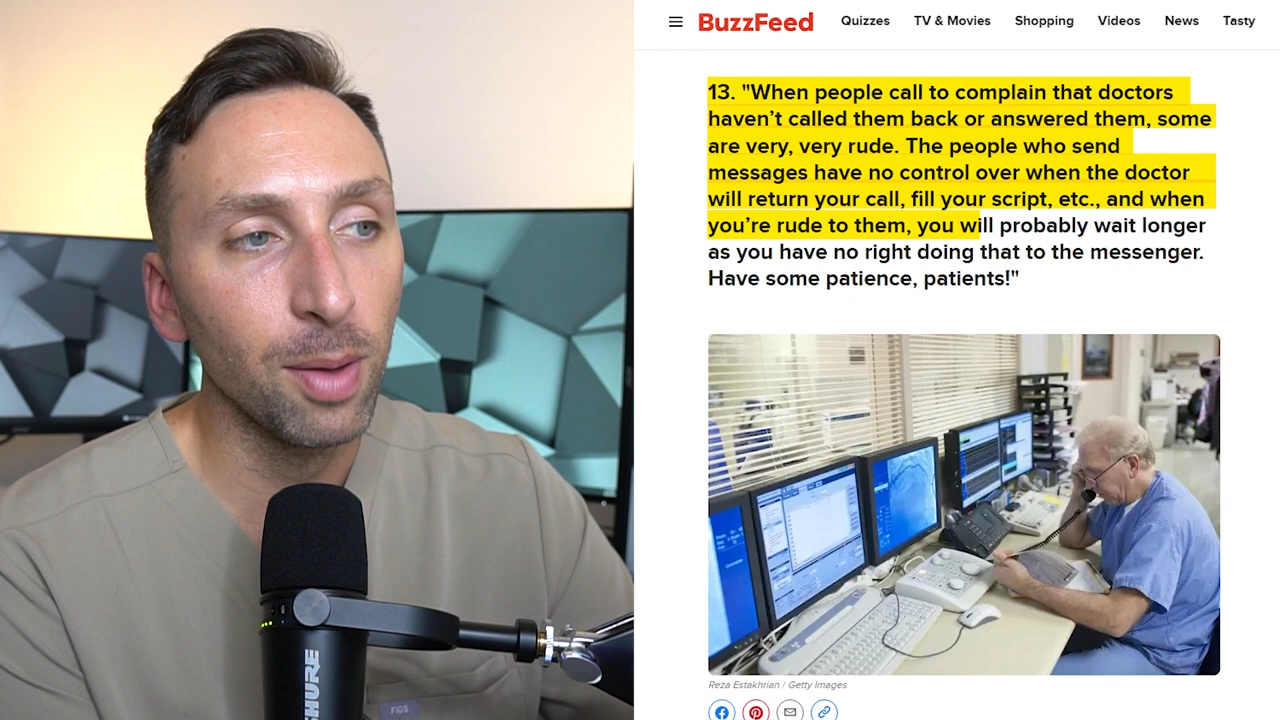 BuzzFeed Quizzes TV & Movies Shopping Videos News Tasty
13. "When people call to complain that doctors
haven’t called them back or answered them, some
are very, very rude. The people who send
messages have no control over when the doctor
will return your call, fill your script, etc., and when
you’re rude to them, you will probably wait longer
as you have no right doing that to the messenger.
Have some patience, patients!"
Reza Estakhrian / Getty Images
SHURE
FIGS